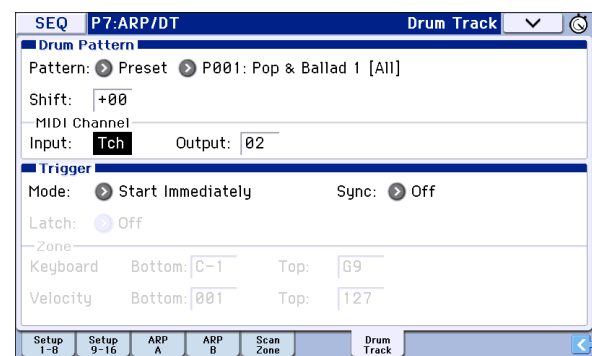 SEQ P7:ARP/DT Drum Track
Drum Pattern
Pattern: Preset P001: Pop & Ballad 1 [All]
Shift: +00
MIDI Channel
Input: Tch Output: 02
Trigger
Mode: Start Immediately Sync: Off
Latch: Off
Zone
Keyboard Bottom: C-1 Top: G9
Velocity Bottom: 001 Top: 127
Setup 1-8 Setup 9-16 ARP A ARP B Scan Zone Drum Track